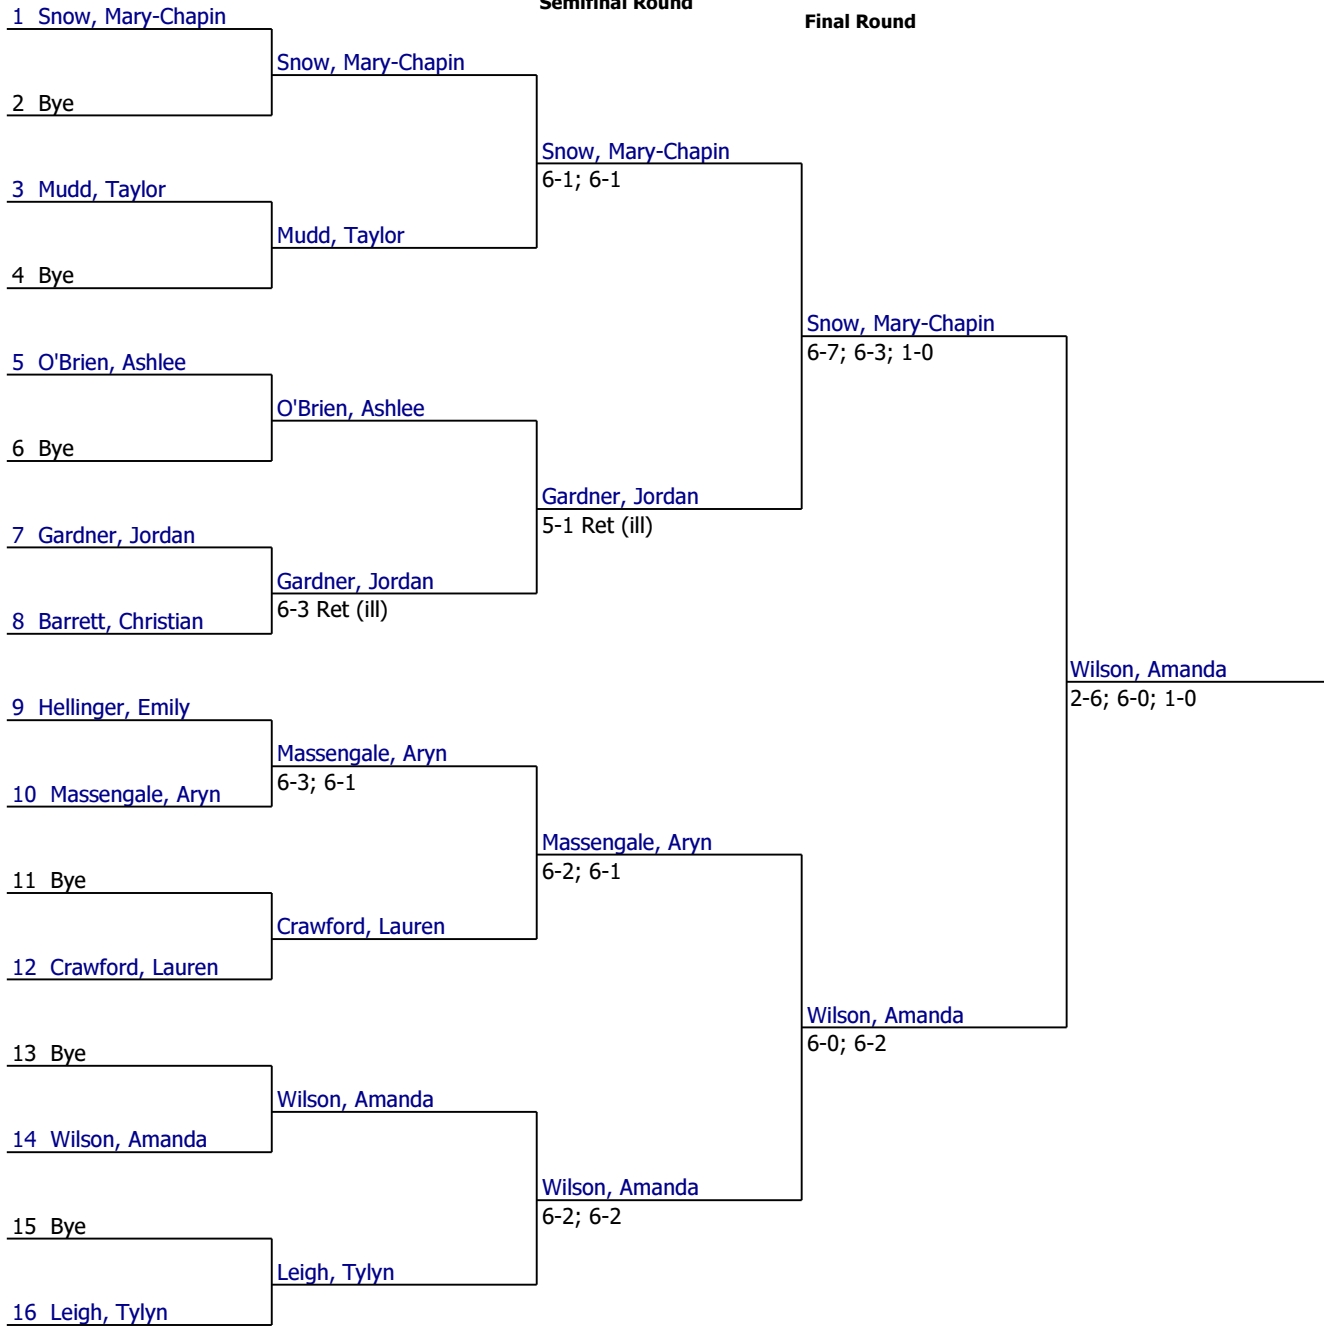 Semifinal Round
Final Round
1 Snow, Mary-Chapin
2 Bye
3 Mudd, Taylor
4 Bye
5 O'Brien, Ashlee
6 Bye
7 Gardner, Jordan
8 Barrett, Christian
9 Hellinger, Emily
10 Massengale, Aryn
11 Bye
12 Crawford, Lauren
13 Bye
14 Wilson, Amanda
15 Bye
16 Leigh, Tylyn
Snow, Mary-Chapin
Mudd, Taylor
O'Brien, Ashlee
Gardner, Jordan
6-3 Ret (ill)
Massengale, Aryn
6-3; 6-1
Crawford, Lauren
Wilson, Amanda
Leigh, Tylyn
Snow, Mary-Chapin
6-1; 6-1
Gardner, Jordan
5-1 Ret (ill)
Massengale, Aryn
6-2; 6-1
Wilson, Amanda
6-2; 6-2
Snow, Mary-Chapin
6-7; 6-3; 1-0
Wilson, Amanda
6-0; 6-2
Wilson, Amanda
2-6; 6-0; 1-0